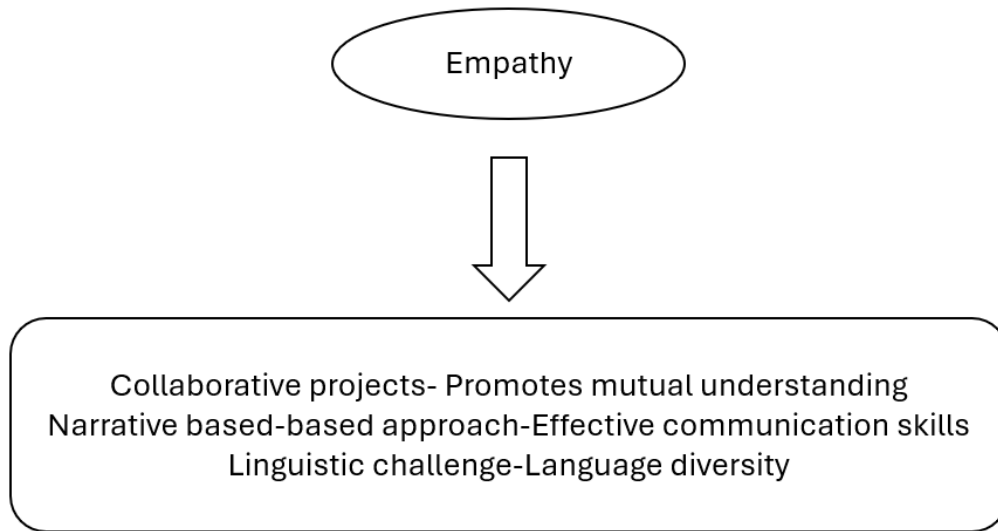 Empathy
Collaborative projects- Promotes mutual understanding
Narrative based-based approach-Effective communication skills
Linguistic challenge-Language diversity